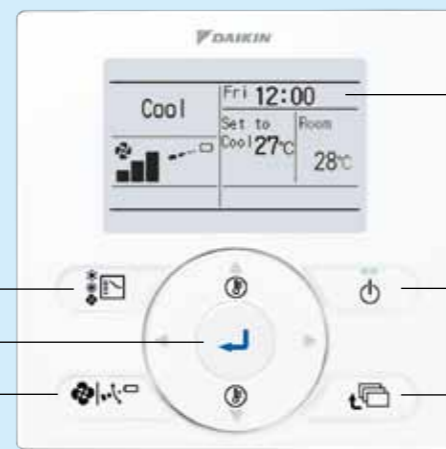 DAIKIN
Cool
Fri 12:00
Set to Room
Cool 27°C
28°C